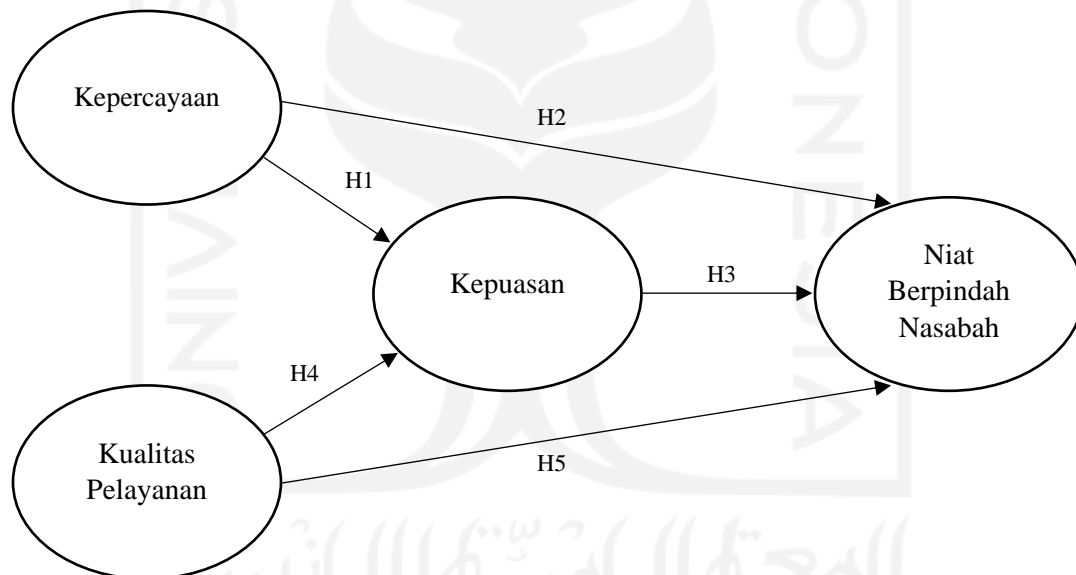 Kepercayaan
H2
H1
Kepuasan
H3
Niat
Berpindah
Nasabah
H4
Kualitas
Pelayanan
H5